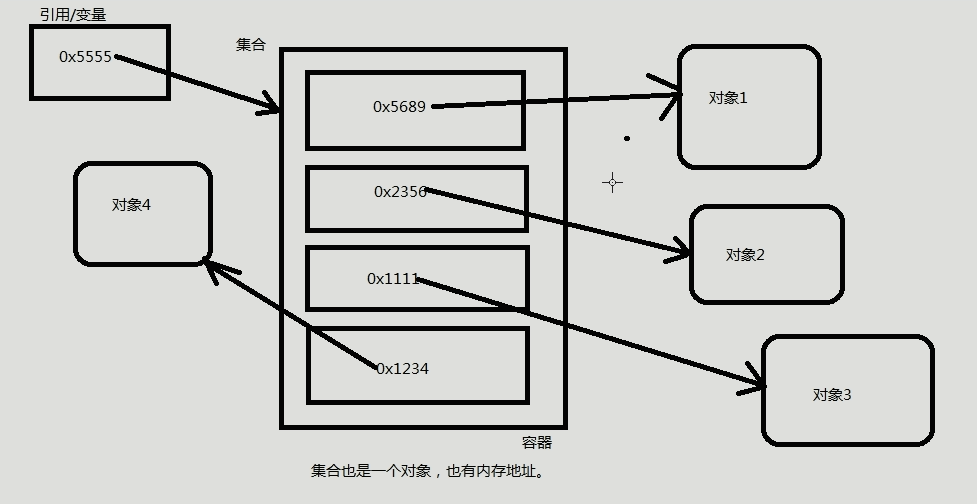 引用/变量
0x5555
集合
0x5689
对象1
0x2356
对象4
对象2
0x1111
0x1234
对象3
容器
集合也是一个对象，也有内存地址。